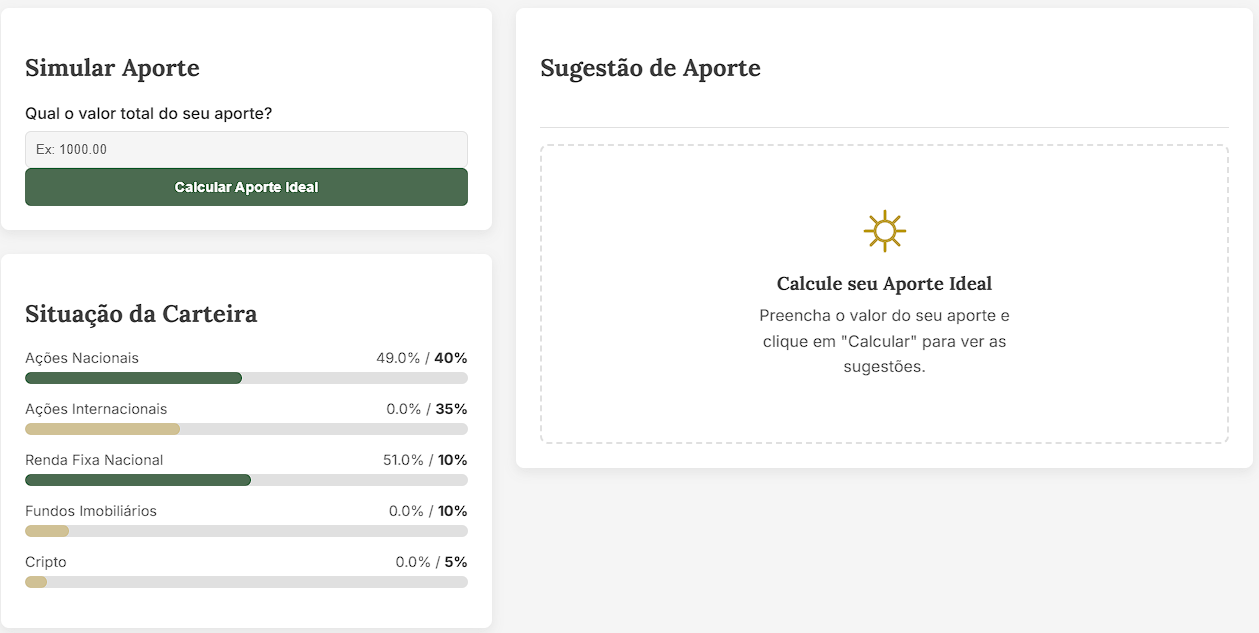 Simular Aporte
Qual o valor total do seu aporte?
Ex: 1000.00
Calcular Aporte Ideal
Situação da Carteira
Ações Nacionais 49.0% / 40%
Ações Internacionais 0.0% / 35%
Renda Fixa Nacional 51.0% / 10%
Fundos Imobiliários 0.0% / 10%
Cripto 0.0% / 5%
Sugestão de Aporte
Calcule seu Aporte Ideal
Preencha o valor do seu aporte e
clique em "Calcular" para ver as
sugestões.